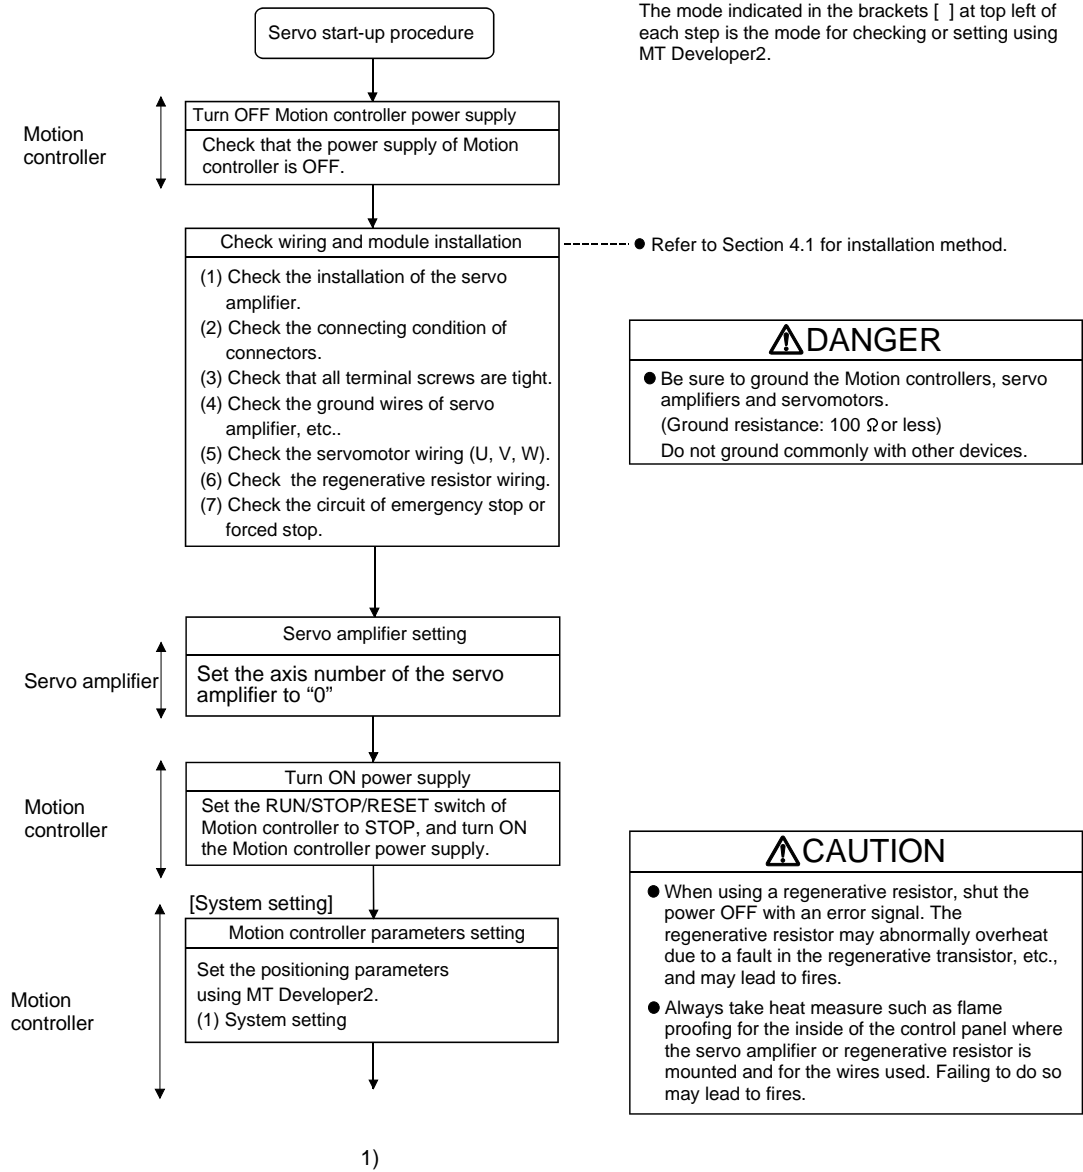 Servo start-up procedure
The mode indicated in the brackets [ ] at top left of
each step is the mode for checking or setting using
MT Developer2.
Motion
controller
Turn OFF Motion controller power supply
Check that the power supply of Motion
controller is OFF.
Check wiring and module installation
(1) Check the installation of the servo
amplifier.
(2) Check the connecting condition of
connectors.
(3) Check that all terminal screws are tight.
(4) Check the ground wires of servo
amplifier, etc..
(5) Check the servomotor wiring (U, V, W).
(6) Check the regenerative resistor wiring.
(7) Check the circuit of emergency stop or
forced stop.
● Refer to Section 4.1 for installation method.
⚠DANGER
● Be sure to ground the Motion controllers, servo
amplifiers and servomotors.
(Ground resistance: 100 Ω or less)
Do not ground commonly with other devices.
Servo amplifier
Servo amplifier setting
Set the axis number of the servo
amplifier to “0”
Motion
controller
Turn ON power supply
Set the RUN/STOP/RESET switch of
Motion controller to STOP, and turn ON
the Motion controller power supply.
Motion
controller
[System setting]
Motion controller parameters setting
Set the positioning parameters
using MT Developer2.
(1) System setting
⚠CAUTION
● When using a regenerative resistor, shut the
power OFF with an error signal. The
regenerative resistor may abnormally overheat
due to a fault in the regenerative transistor, etc.,
and may lead to fires.
● Always take heat measure such as flame
proofing for the inside of the control panel where
the servo amplifier or regenerative resistor is
mounted and for the wires used. Failing to do so
may lead to fires.
1)